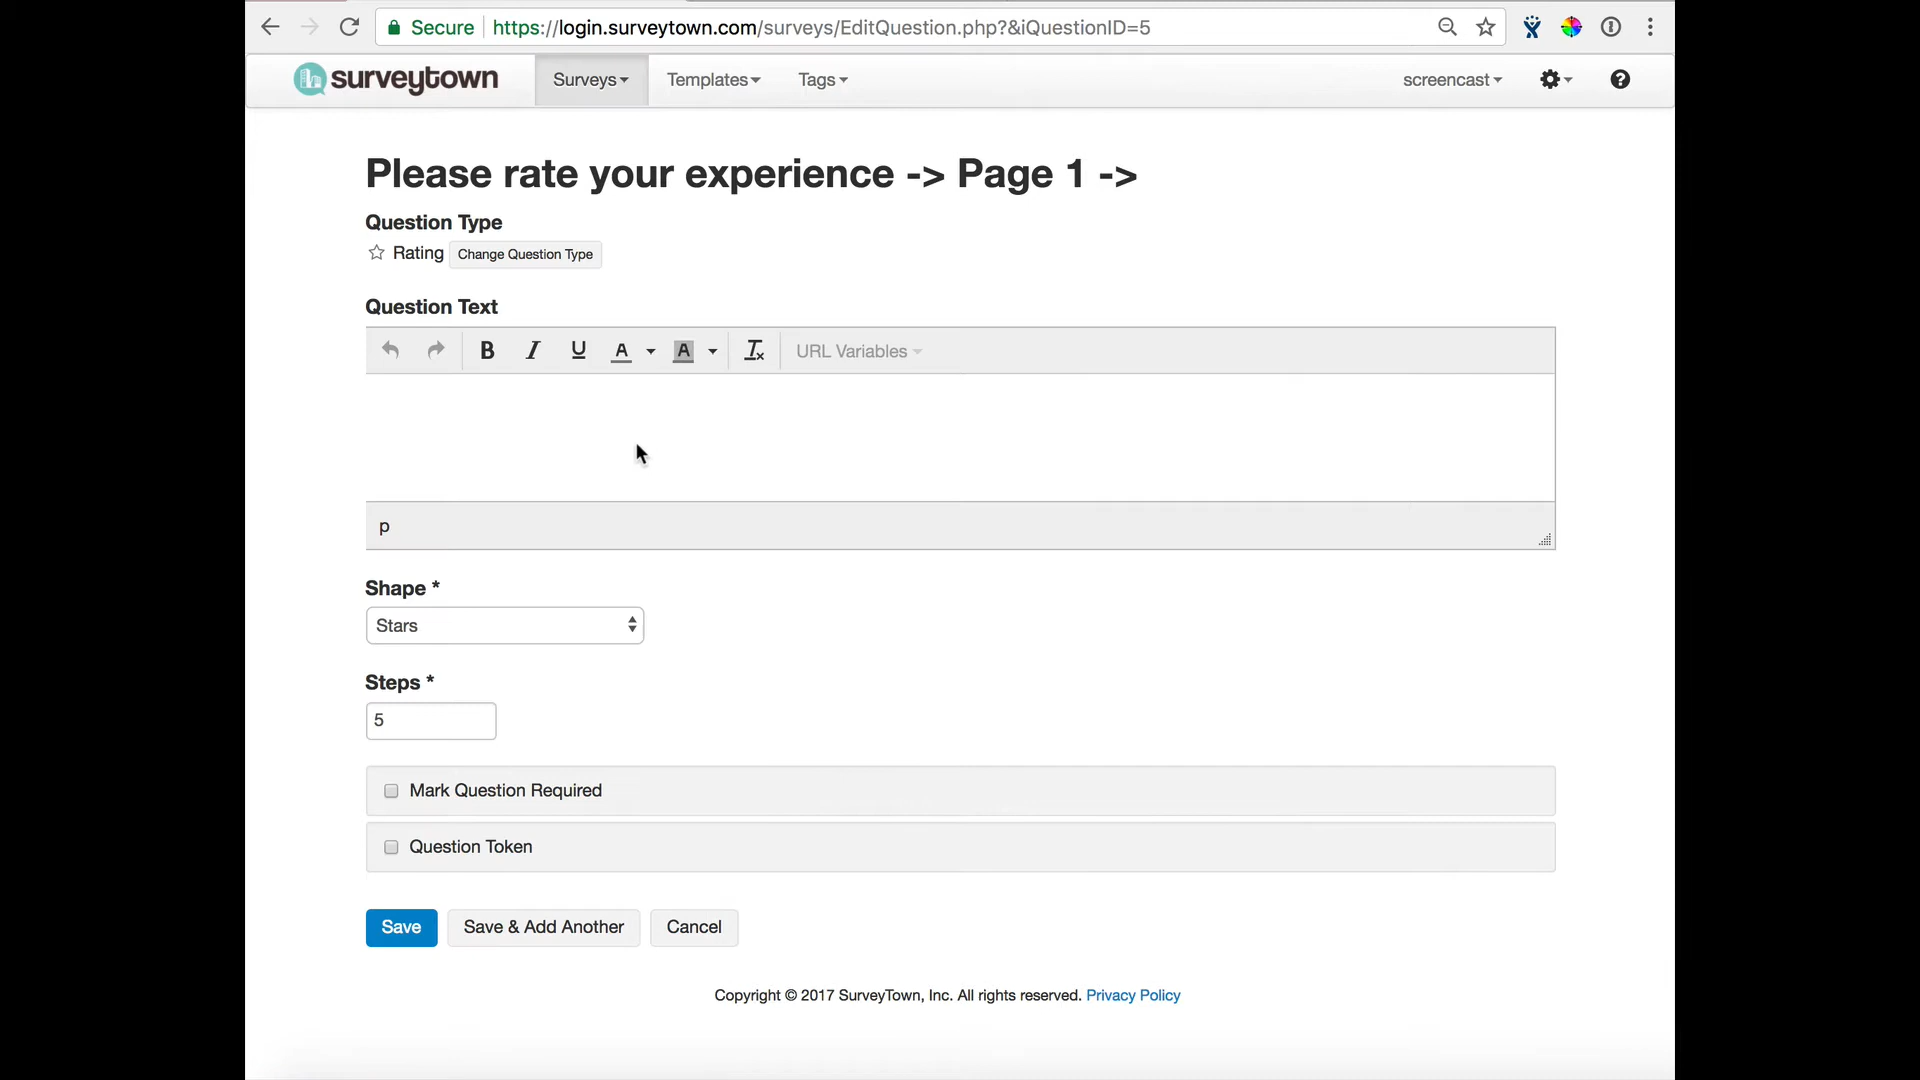 Secure https://login.surveytown.com/surveys/EditQuestion.php?&iQuestionID=5
surveytown Surveys Templates Tags screencast
Please rate your experience -> Page 1 ->
Question Type
Rating Change Question Type
Question Text
B I U A A Tx URL Variables
p
Shape *
Stars
Steps *
5
Mark Question Required
Question Token
Save Save & Add Another Cancel
Copyright © 2017 SurveyTown, Inc. All rights reserved. Privacy Policy